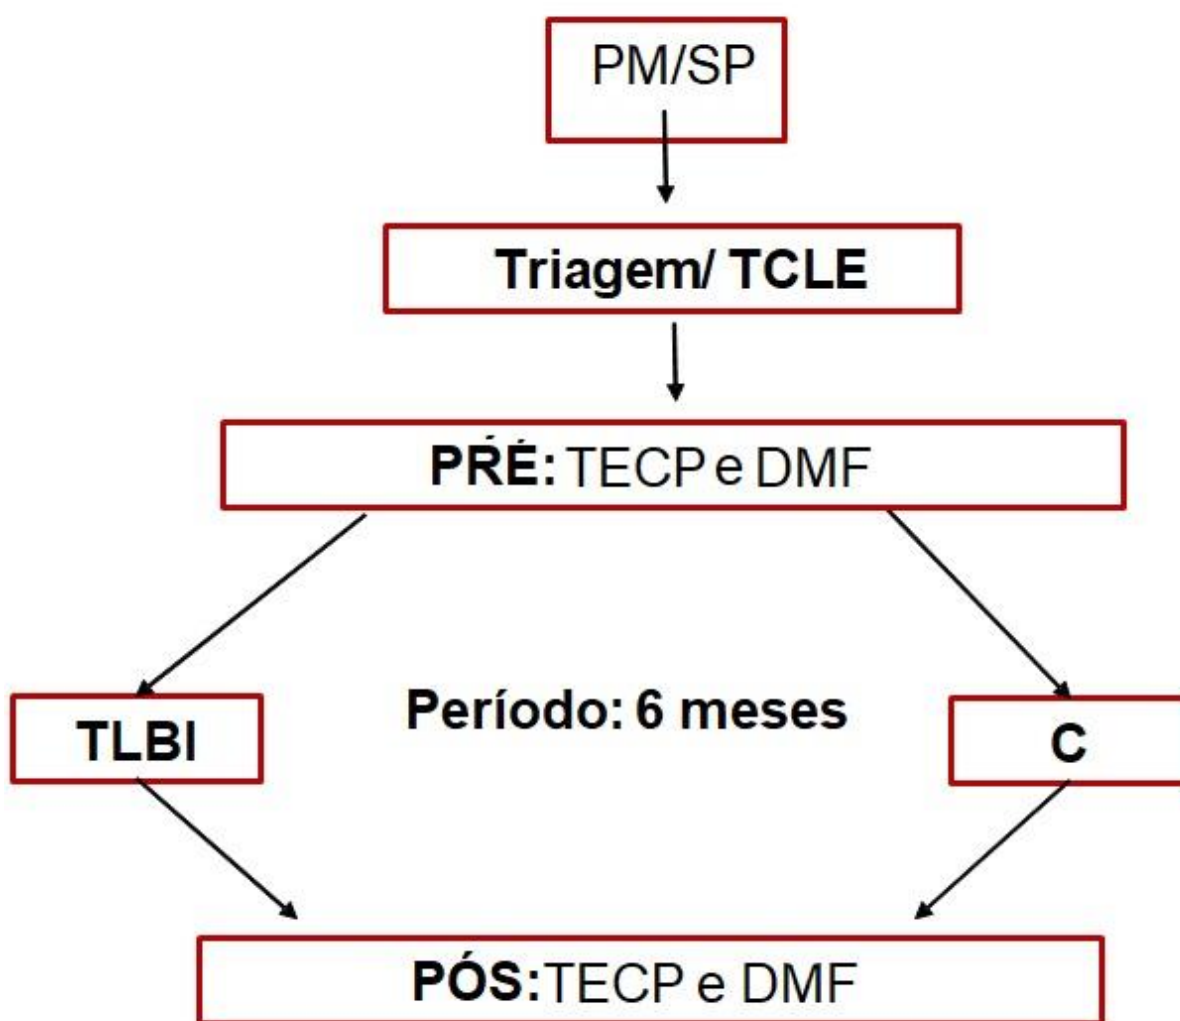 PM/SP
Triagem/ TCLE
PRÉ: TECP e DMF
TLBI
Período: 6 meses
C
PÓS:TECP e DMF